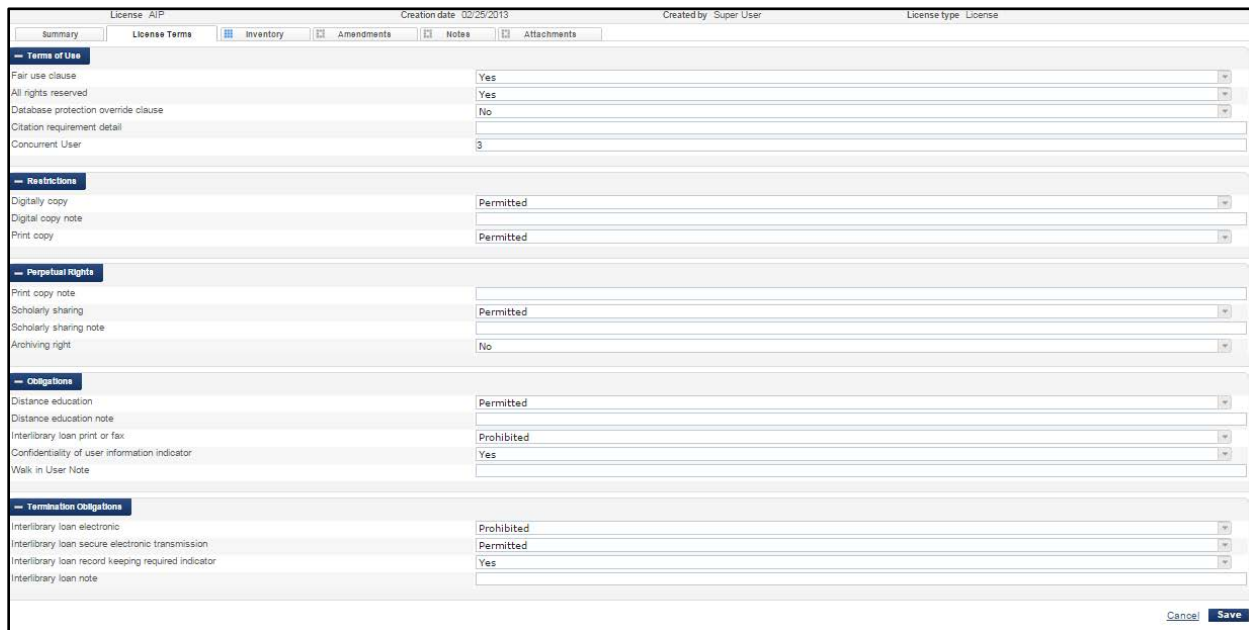 License AIP Creation date 02/25/2013 Created by Super User License type License
Summary License Terms Inventory Amendments Notes Attachments
— Terms of Use
Fair use clause Yes
All rights reserved Yes
Database protection override clause No
Citation requirement detail
Concurrent User 3
— Restrictions
Digitally copy Permitted
Digital copy note
Print copy Permitted
— Perpetual Rights
Print copy note
Scholarly sharing Permitted
Scholarly sharing note
Archiving right No
— Obligations
Distance education Permitted
Distance education note
Interlibrary loan print or fax Prohibited
Confidentiality of user information indicator Yes
Walk in User Note
— Termination Obligations
Interlibrary loan electronic Prohibited
Interlibrary loan secure electronic transmission Permitted
Interlibrary loan record keeping required indicator Yes
Interlibrary loan note
Cancel Save